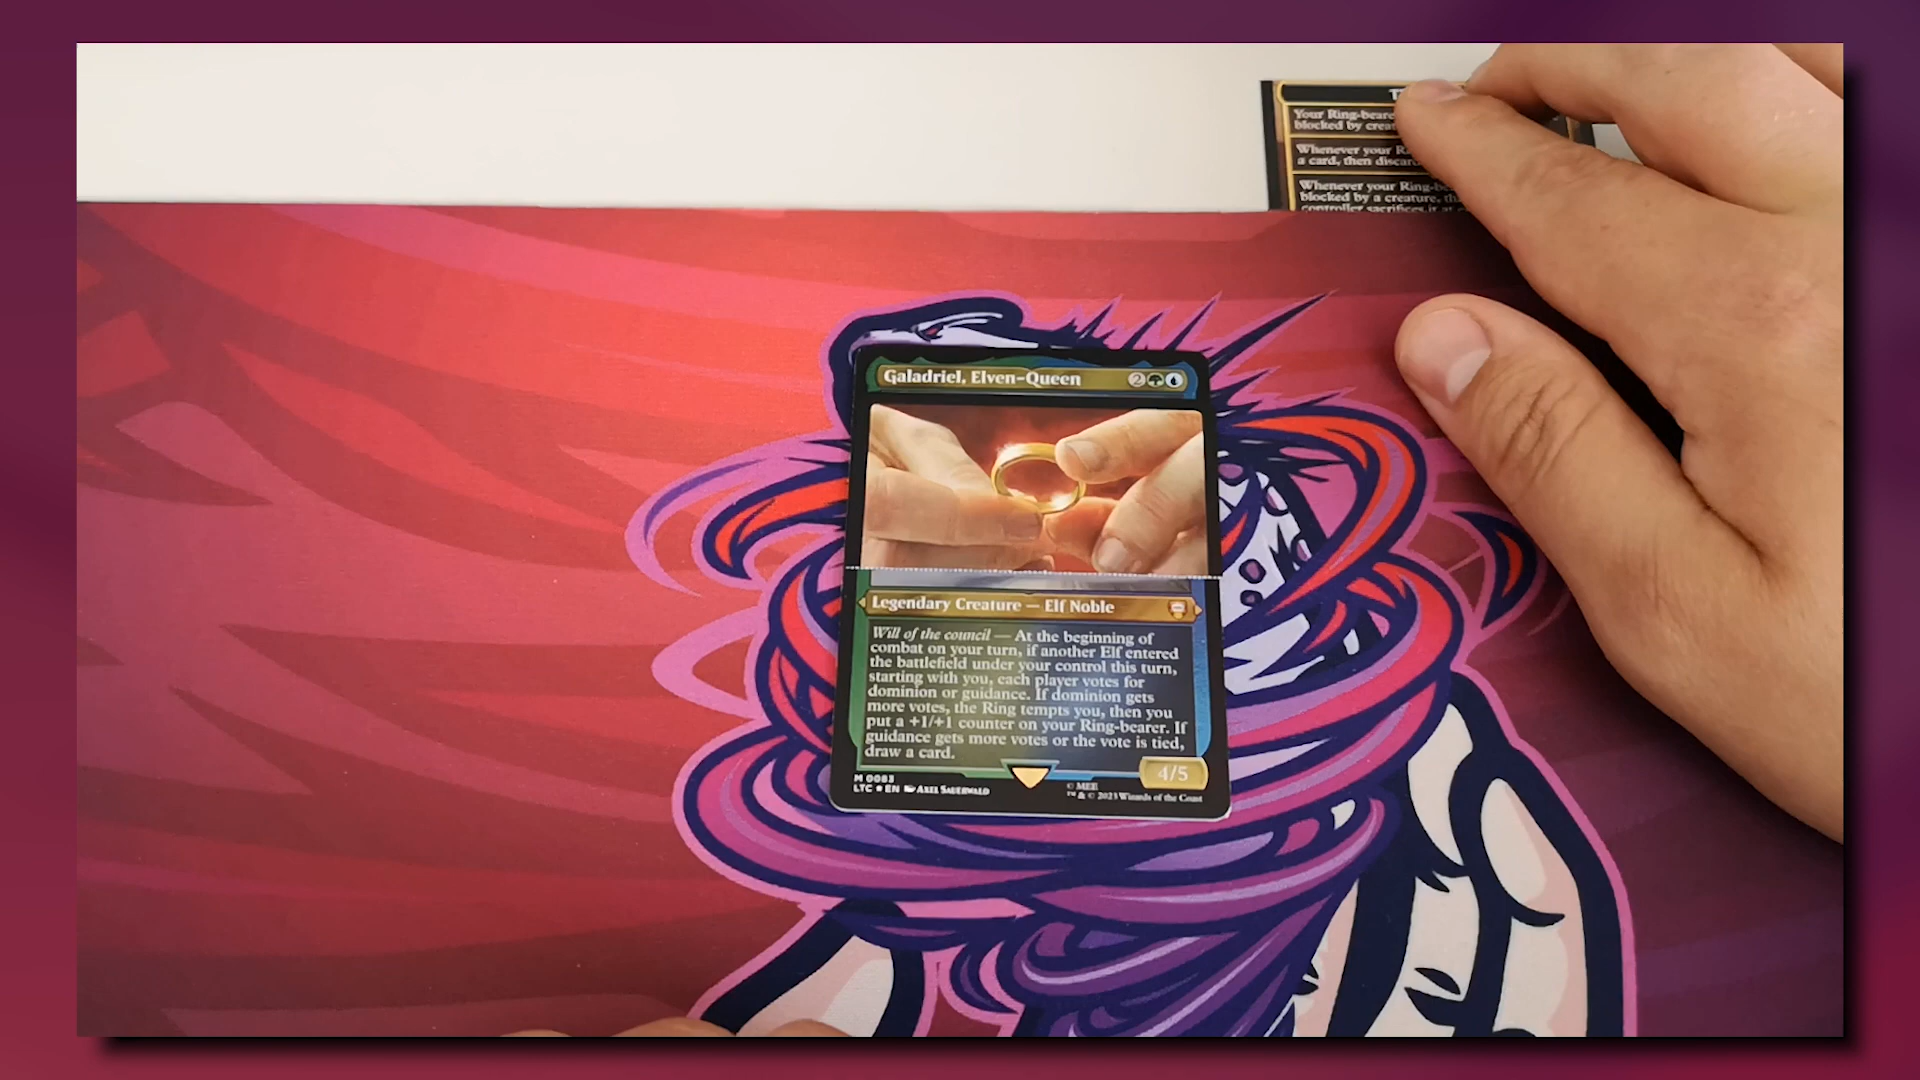 Your Ring-beare
blocked by crea
Whenever your R
a card, then discar
Whenever your Ring-be
blocked by a creature, th
controller sacrifices it at
Galadriel, Elven-Queen 2
Legendary Creature — Elf Noble
Will of the council — At the beginning of
combat on your turn, if another Elf entered
the battlefield under your control this turn,
starting with you, each player votes for
dominion or guidance. If dominion gets
more votes, the Ring tempts you, then you
put a +1/+1 counter on your Ring-bearer. If
guidance gets more votes or the vote is tied,
draw a card.
4/5
M 0083
LTC ★ EN Axel Sauerwald
© MEE
™ & © 2023 Wizards of the Coast